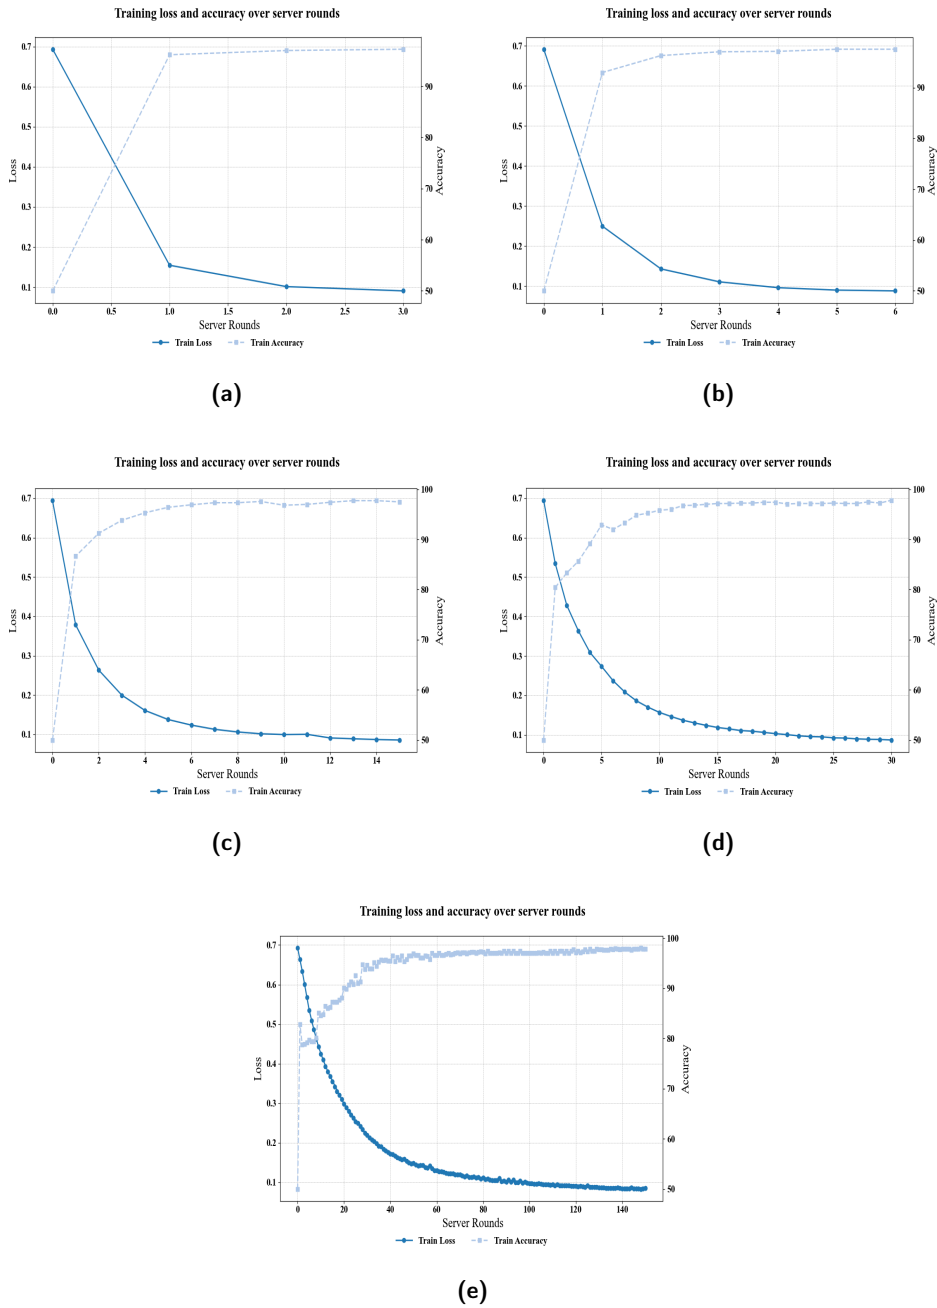 Training loss and accuracy over server rounds
0.7
0.6
0.5
0.4
0.3
0.2
0.1
Loss
90
80
70
60
50
Accuracy
0.0 0.5 1.0 1.5 2.0 2.5 3.0
Server Rounds
Train Loss Train Accuracy
(a)
Training loss and accuracy over server rounds
0.7
0.6
0.5
0.4
0.3
0.2
0.1
Loss
90
80
70
60
50
Accuracy
0 1 2 3 4 5 6
Server Rounds
Train Loss Train Accuracy
(b)
Training loss and accuracy over server rounds
0.7
0.6
0.5
0.4
0.3
0.2
0.1
Loss
100
90
80
70
60
50
Accuracy
0 2 4 6 8 10 12 14
Server Rounds
Train Loss Train Accuracy
(c)
Training loss and accuracy over server rounds
0.7
0.6
0.5
0.4
0.3
0.2
0.1
Loss
100
90
80
70
60
50
Accuracy
0 5 10 15 20 25 30
Server Rounds
Train Loss Train Accuracy
(d)
Training loss and accuracy over server rounds
0.7
0.6
0.5
0.4
0.3
0.2
0.1
Loss
100
90
80
70
60
50
Accuracy
0 20 40 60 80 100 120 140
Server Rounds
Train Loss Train Accuracy
(e)